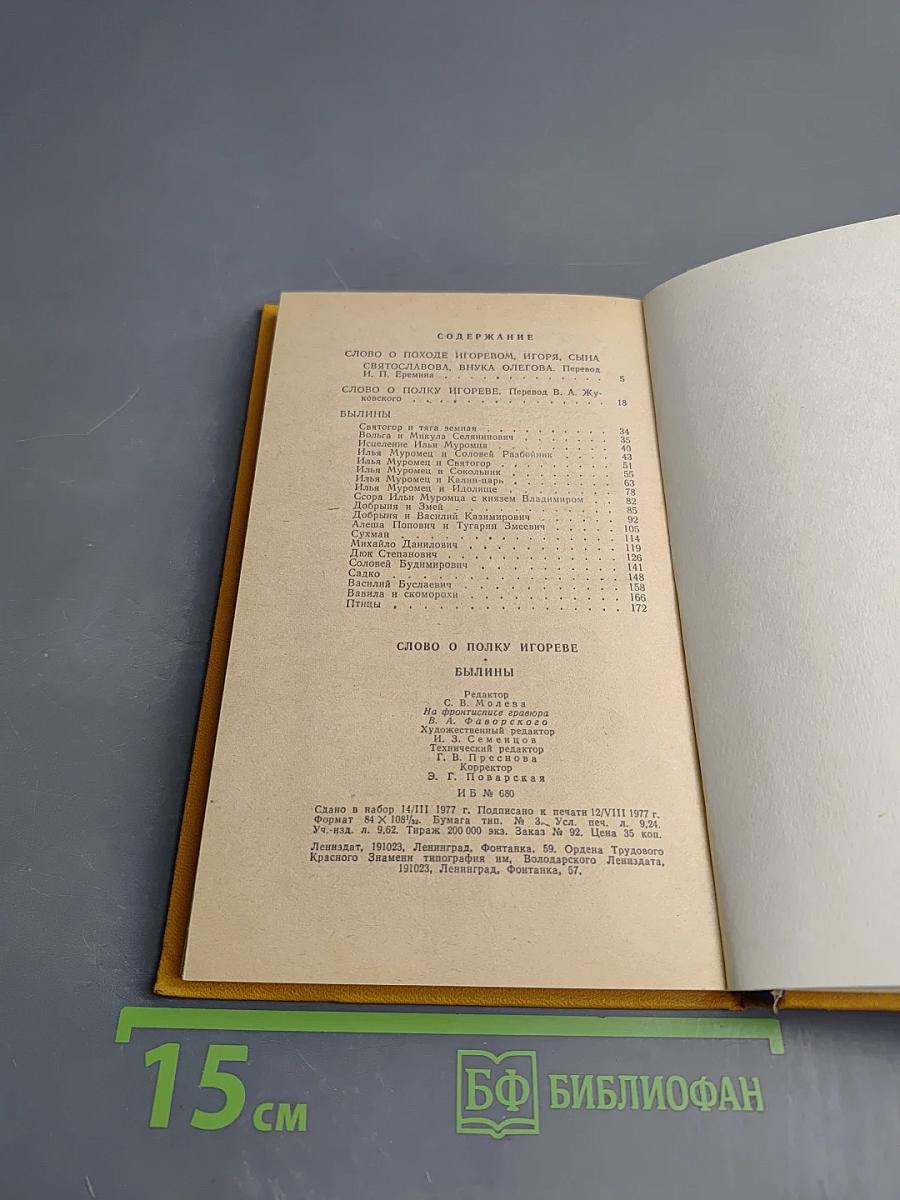 СОДЕРЖАНИЕ
СЛОВО О ПОХОДЕ ИГОРЕВОМ, ИГОРЯ, СЫНА
СВЯТОСЛАВОВА, ВНУКА ОЛЕГОВА. Перевод
И. П. Еремина . . . . . . . . . . . . . 5
СЛОВО О ПОЛКУ ИГОРЕВЕ. Перевод В. А. Жу-
ковского . . . . . . . . . . . . . . . 18
БЫЛИНЫ
Святогор и тяга земная . . . . . . . . . 34
Вольга и Микула Селянинович . . . . . . 35
Исцеление Ильи Муромца . . . . . . . . 40
Илья Муромец и Соловей Разбойник . . . . 43
Илья Муромец и Святогор . . . . . . . . 51
Илья Муромец и Сокольник . . . . . . . 55
Илья Муромец и Калин-царь . . . . . . . 63
Илья Муромец и Идолище . . . . . . . . 78
Ссора Ильи Муромца с князем Владимиром . . 82
Добрыня и Змей . . . . . . . . . . . . 85
Добрыня и Василий Казимирович . . . . . 92
Алеша Попович и Тугарин Змеевич . . . . . 105
Сухман . . . . . . . . . . . . . . . 114
Михайло Данилович . . . . . . . . . . 119
Дюк Степанович . . . . . . . . . . . . 126
Соловей Будимирович . . . . . . . . . . 141
Садко . . . . . . . . . . . . . . . . 148
Василий Буслаевич . . . . . . . . . . . 158
Вавила и скоморохи . . . . . . . . . . 166
Птицы . . . . . . . . . . . . . . . . 172
СЛОВО О ПОЛКУ ИГОРЕВЕ
•
БЫЛИНЫ
Редактор
С. В. Молева
На фронтисписе гравюра
В. А. Фаворского
Художественный редактор
И. З. Семенцов
Технический редактор
Г. В. Преснова
Корректор
Э. Г. Поварская
ИБ № 680
Сдано в набор 14/III 1977 г. Подписано к печати 12/VIII 1977 г.
Формат 84×108¹/₃₂. Бумага тип. № 3. Усл. печ. л. 9,24.
Уч.-изд. л. 9,62. Тираж 200 000 экз. Заказ № 92. Цена 35 коп.
Лениздат, 191023, Ленинград, Фонтанка, 59. Ордена Трудового
Красного Знамени типография им, Володарского Лениздата,
191023, Ленинград, Фонтанка, 57.
15 см
БФ БИБЛИОФАН